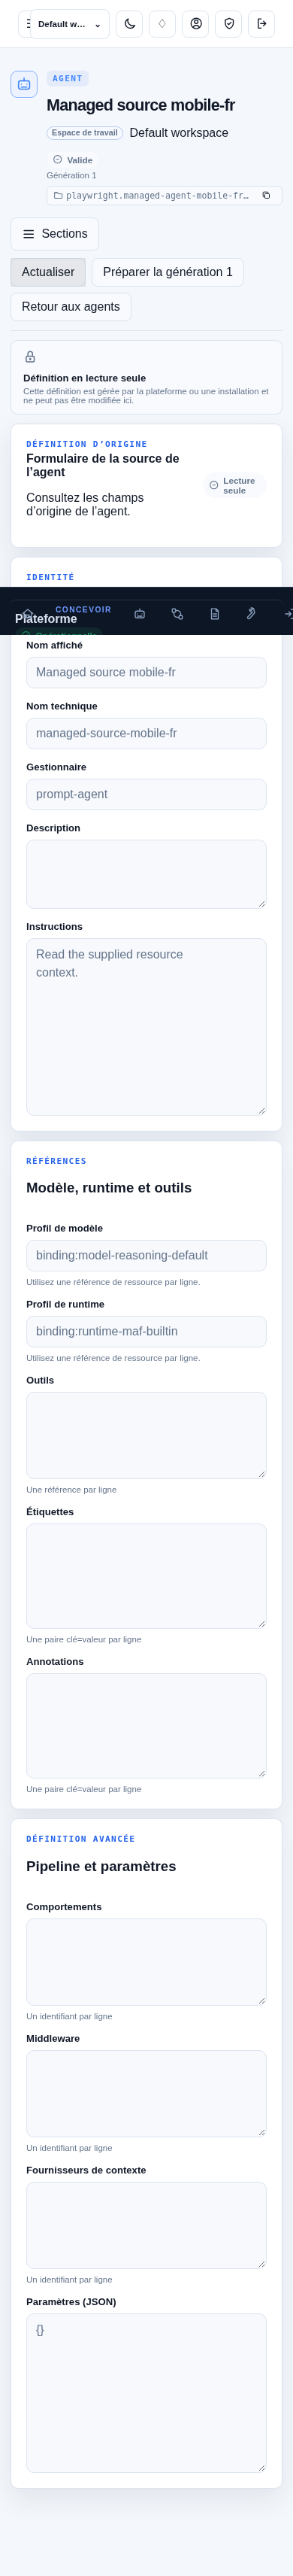 Default w…
AGENT
Managed source mobile-fr
Espace de travail Default workspace
Valide
Génération 1
playwright.managed-agent-mobile-fr…
Sections
Actualiser
Préparer la génération 1
Retour aux agents
Définition en lecture seule
Cette définition est gérée par la plateforme ou une installation et
ne peut pas être modifiée ici.
DÉFINITION D’ORIGINE
Formulaire de la source de
l’agent
Consultez les champs
d’origine de l’agent.
Lecture
seule
IDENTITÉ
CONCEVOIR
Plateforme
Opérationnelle
Nom affiché
Managed source mobile-fr
Nom technique
managed-source-mobile-fr
Gestionnaire
prompt-agent
Description
Instructions
Read the supplied resource
context.
RÉFÉRENCES
Modèle, runtime et outils
Profil de modèle
binding:model-reasoning-default
Utilisez une référence de ressource par ligne.
Profil de runtime
binding:runtime-maf-builtin
Utilisez une référence de ressource par ligne.
Outils
Une référence par ligne
Étiquettes
Une paire clé=valeur par ligne
Annotations
Une paire clé=valeur par ligne
DÉFINITION AVANCÉE
Pipeline et paramètres
Comportements
Un identifiant par ligne
Middleware
Un identifiant par ligne
Fournisseurs de contexte
Un identifiant par ligne
Paramètres (JSON)
{}